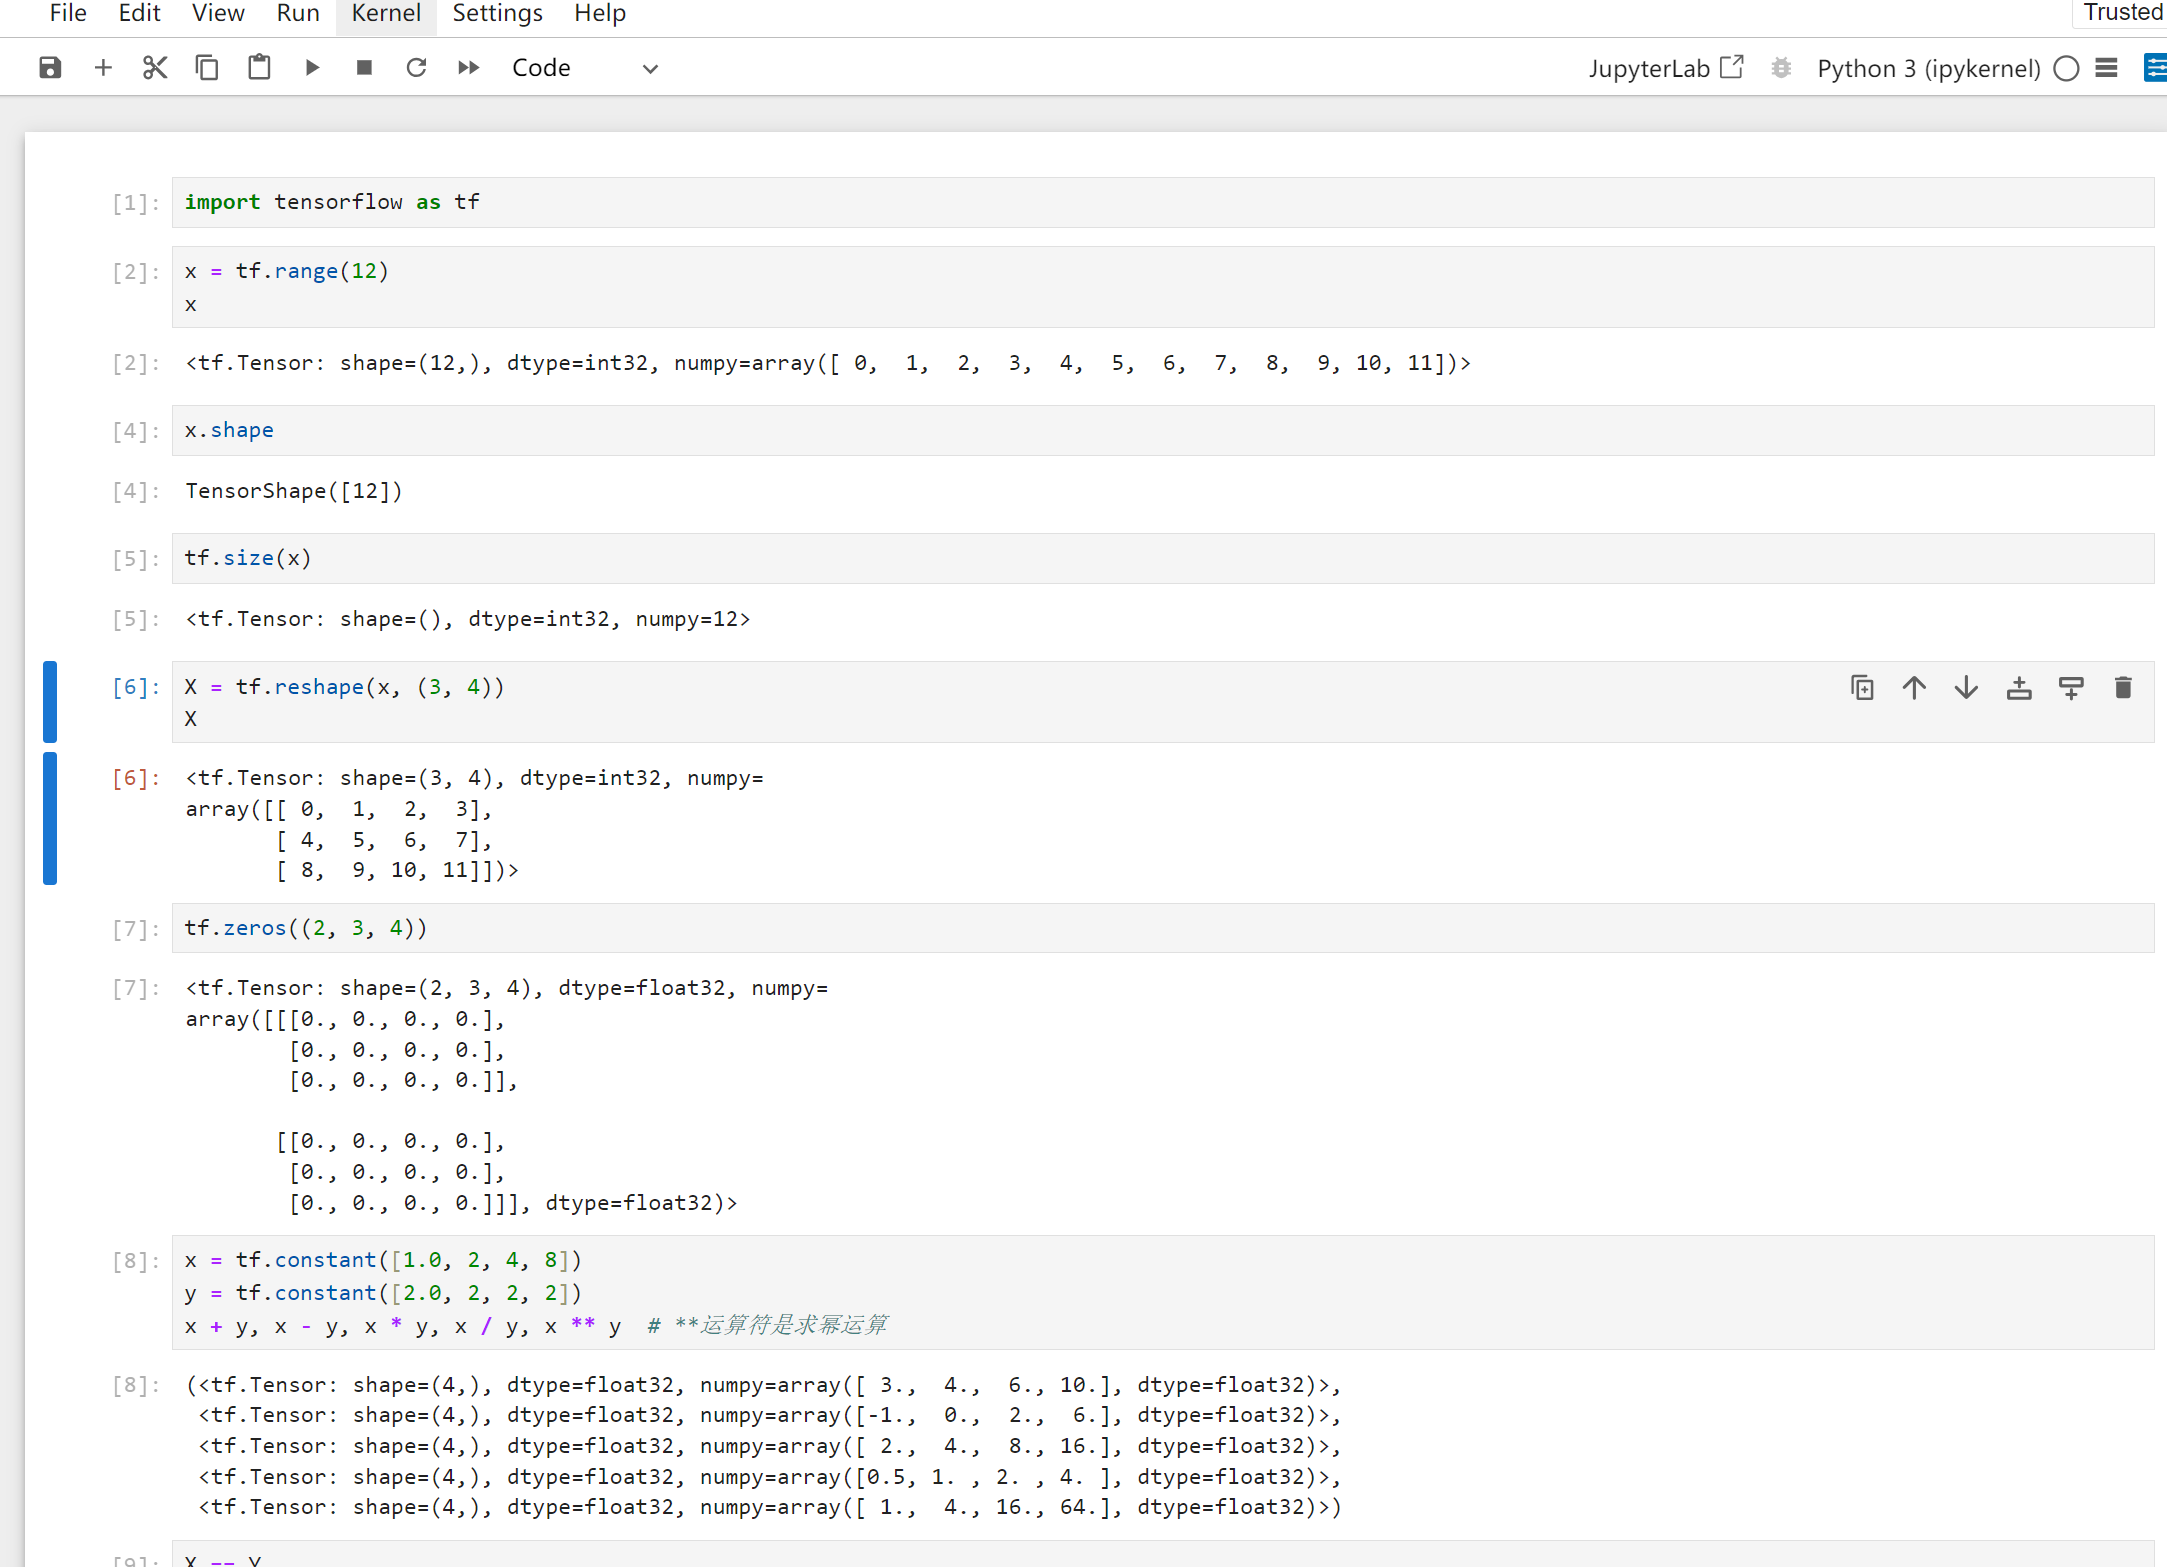 File Edit View Run Kernel Settings Help
Trusted
Code
JupyterLab Python 3 (ipykernel)
[1]: import tensorflow as tf
[2]: x = tf.range(12)
x
[2]: <tf.Tensor: shape=(12,), dtype=int32, numpy=array([ 0,  1,  2,  3,  4,  5,  6,  7,  8,  9, 10, 11])>
[4]: x.shape
[4]: TensorShape([12])
[5]: tf.size(x)
[5]: <tf.Tensor: shape=(), dtype=int32, numpy=12>
[6]: X = tf.reshape(x, (3, 4))
X
[6]: <tf.Tensor: shape=(3, 4), dtype=int32, numpy=
array([[ 0,  1,  2,  3],
       [ 4,  5,  6,  7],
       [ 8,  9, 10, 11]])>
[7]: tf.zeros((2, 3, 4))
[7]: <tf.Tensor: shape=(2, 3, 4), dtype=float32, numpy=
array([[[0., 0., 0., 0.],
        [0., 0., 0., 0.],
        [0., 0., 0., 0.]],
       [[0., 0., 0., 0.],
        [0., 0., 0., 0.],
        [0., 0., 0., 0.]]], dtype=float32)>
[8]: x = tf.constant([1.0, 2, 4, 8])
y = tf.constant([2.0, 2, 2, 2])
x + y, x - y, x * y, x / y, x ** y  # **运算符是求幂运算
[8]: (<tf.Tensor: shape=(4,), dtype=float32, numpy=array([ 3.,  4.,  6., 10.], dtype=float32)>,
 <tf.Tensor: shape=(4,), dtype=float32, numpy=array([-1.,  0.,  2.,  6.], dtype=float32)>,
 <tf.Tensor: shape=(4,), dtype=float32, numpy=array([ 2.,  4.,  8., 16.], dtype=float32)>,
 <tf.Tensor: shape=(4,), dtype=float32, numpy=array([0.5, 1. , 2. , 4. ], dtype=float32)>,
 <tf.Tensor: shape=(4,), dtype=float32, numpy=array([ 1.,  4., 16., 64.], dtype=float32)>)
[9]: X == Y